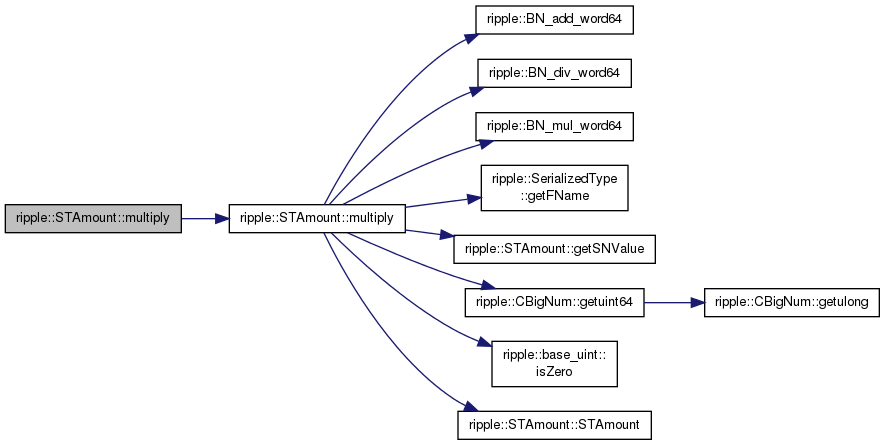 ripple::STAmount::multiply
ripple::STAmount::multiply
ripple::BN_add_word64
ripple::BN_div_word64
ripple::BN_mul_word64
ripple::SerializedType
::getFName
ripple::STAmount::getSNValue
ripple::CBigNum::getuint64
ripple::CBigNum::getulong
ripple::base_uint::
isZero
ripple::STAmount::STAmount